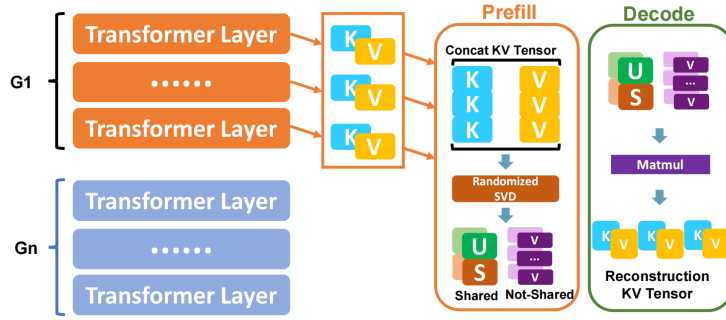 Prefill
Decode
G1
Transformer Layer
......
Transformer Layer
K
V
K
V
K
V
Concat KV Tensor
K
V
K
V
K
V
Randomized
SVD
U
S
V
...
V
Shared
Not-Shared
U
S
V
...
V
Matmul
K
V
K
V
K
V
Reconstruction
KV Tensor
Gn
Transformer Layer
......
Transformer Layer